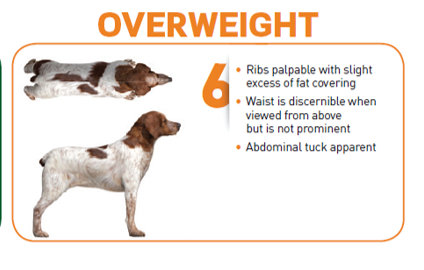 OVERWEIGHT
6
• Ribs palpable with slight
excess of fat covering
• Waist is discernible when
viewed from above
but is not prominent
• Abdominal tuck apparent